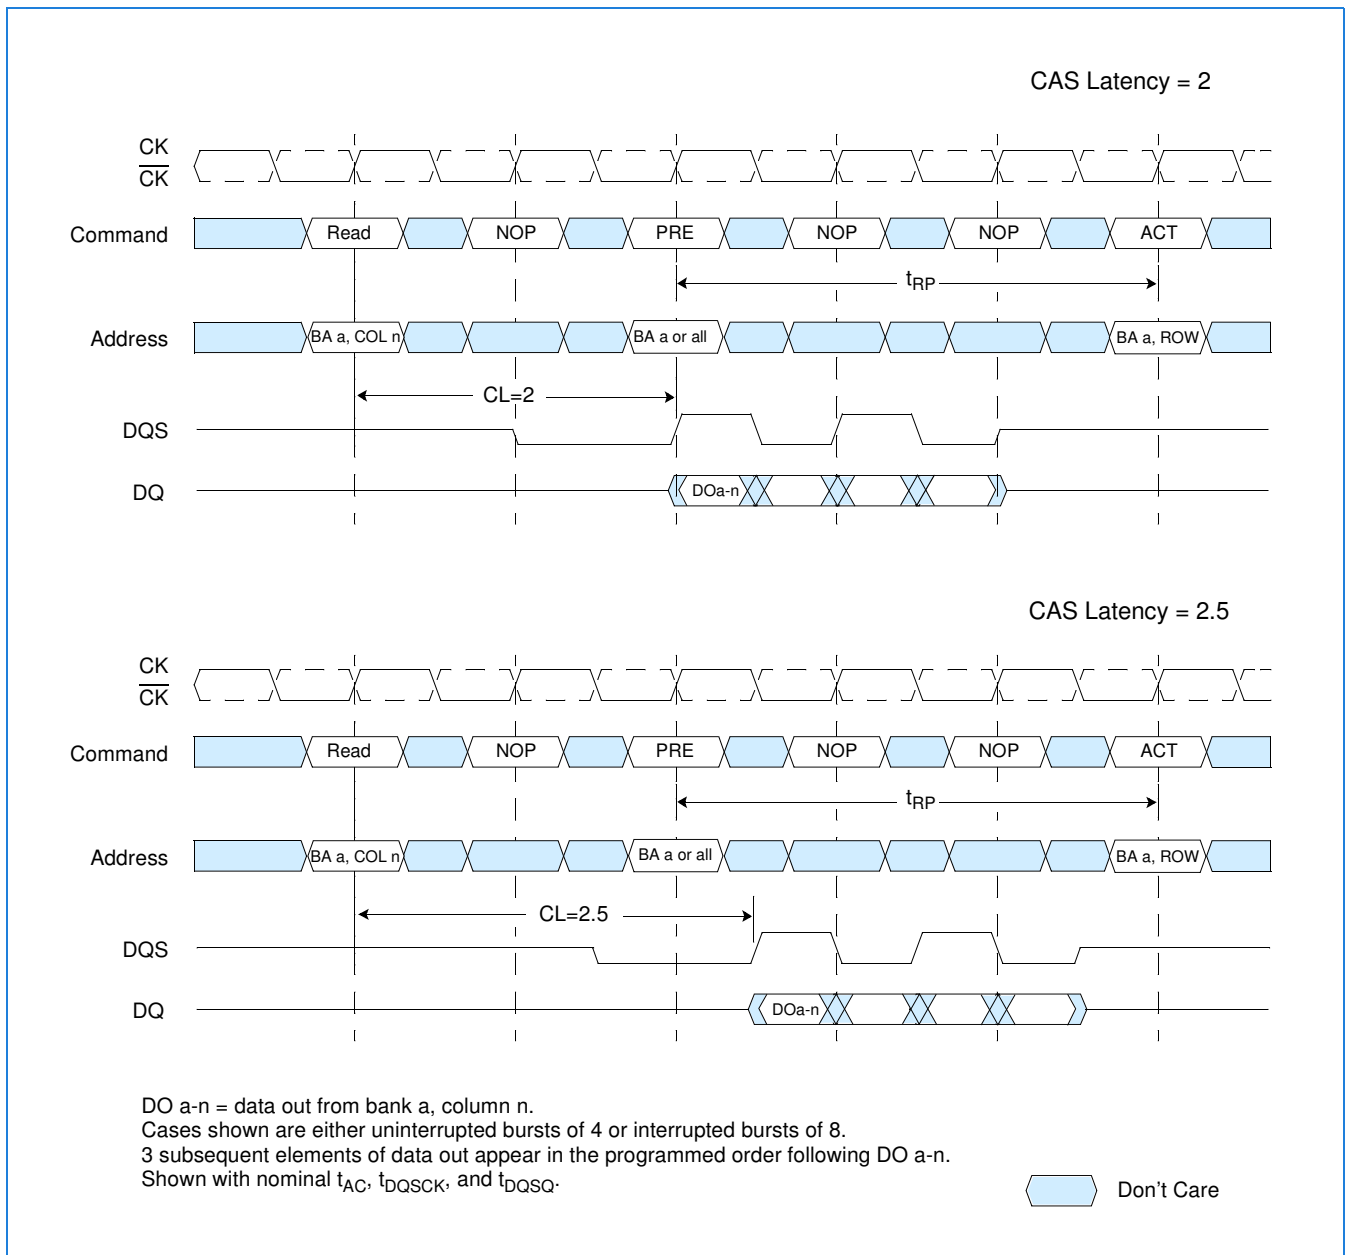 CAS Latency = 2
CK
CK
Command Read NOP PRE NOP NOP ACT
tRP
Address BA a, COL n BA a or all BA a, ROW
CL=2
DQS
DQ DOa-n
CAS Latency = 2.5
CK
CK
Command Read NOP PRE NOP NOP ACT
tRP
Address BA a, COL n BA a or all BA a, ROW
CL=2.5
DQS
DQ DOa-n
DO a-n = data out from bank a, column n.
Cases shown are either uninterrupted bursts of 4 or interrupted bursts of 8.
3 subsequent elements of data out appear in the programmed order following DO a-n.
Shown with nominal tAC, tDQSCK, and tDQSQ.
Don't Care